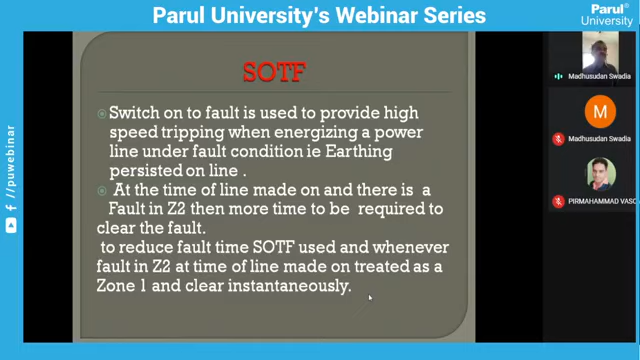 Parul University's Webinar Series
Parul®
University
SOTF
Switch on to fault is used to provide high
speed tripping when energizing a power
line under fault condition ie Earthing
persisted on line .
At the time of line made on and there is a
Fault in Z2 then more time to be required to
clear the fault.
to reduce fault time SOTF used and whenever
fault in Z2 at time of line made on treated as a
Zone 1 and clear instantaneously.
Madhusudan Swadia
M
Madhusudan Swadia
PIRMAHAMMAD VASO
/puwebinar